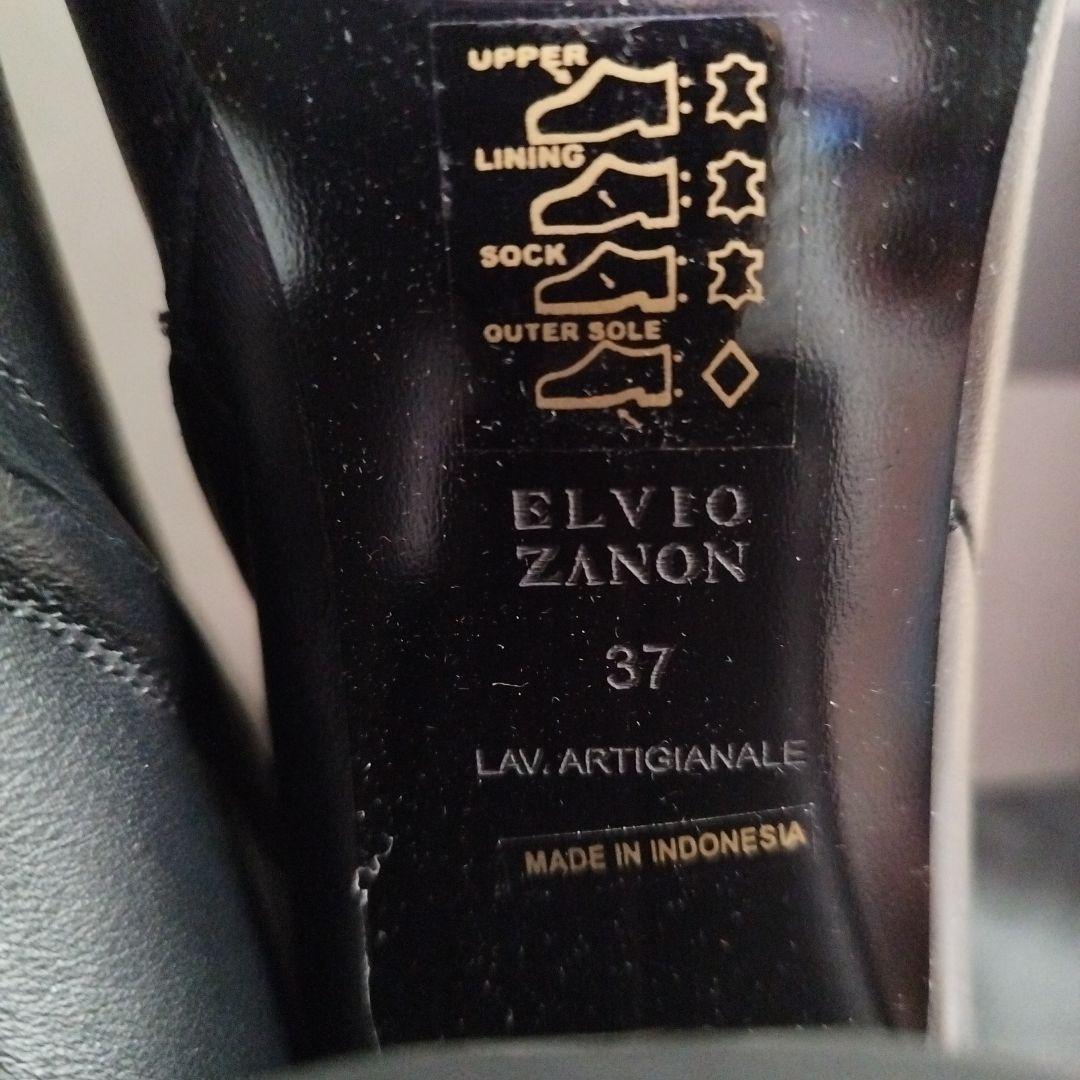 UPPER
LINING
SOCK
OUTER SOLE
ELVIO
ZANON
37
LAV. ARTIGIANALE
MADE IN INDONESIA